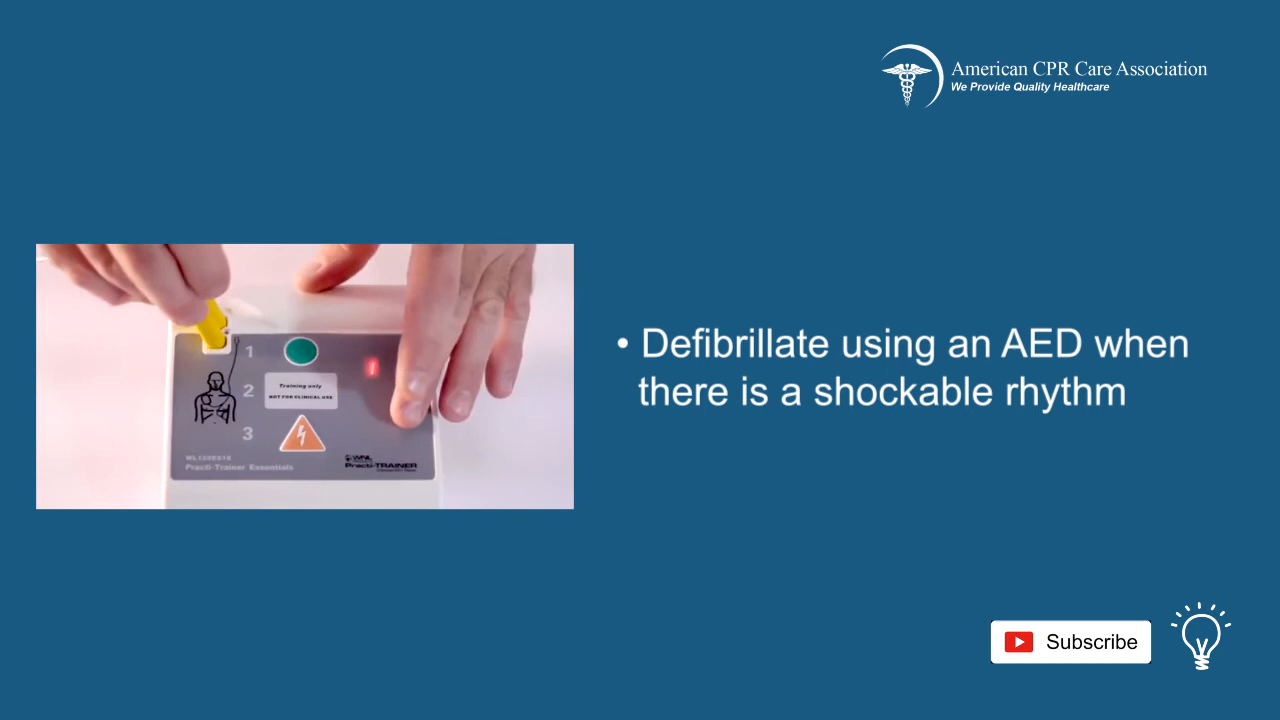 American CPR Care Association
We Provide Quality Healthcare
1
2
Training only
NOT FOR CLINICAL USE
3
Practi-Trainer Essentials
WNL
Practi-TRAINER
• Defibrillate using an AED when
there is a shockable rhythm
Subscribe